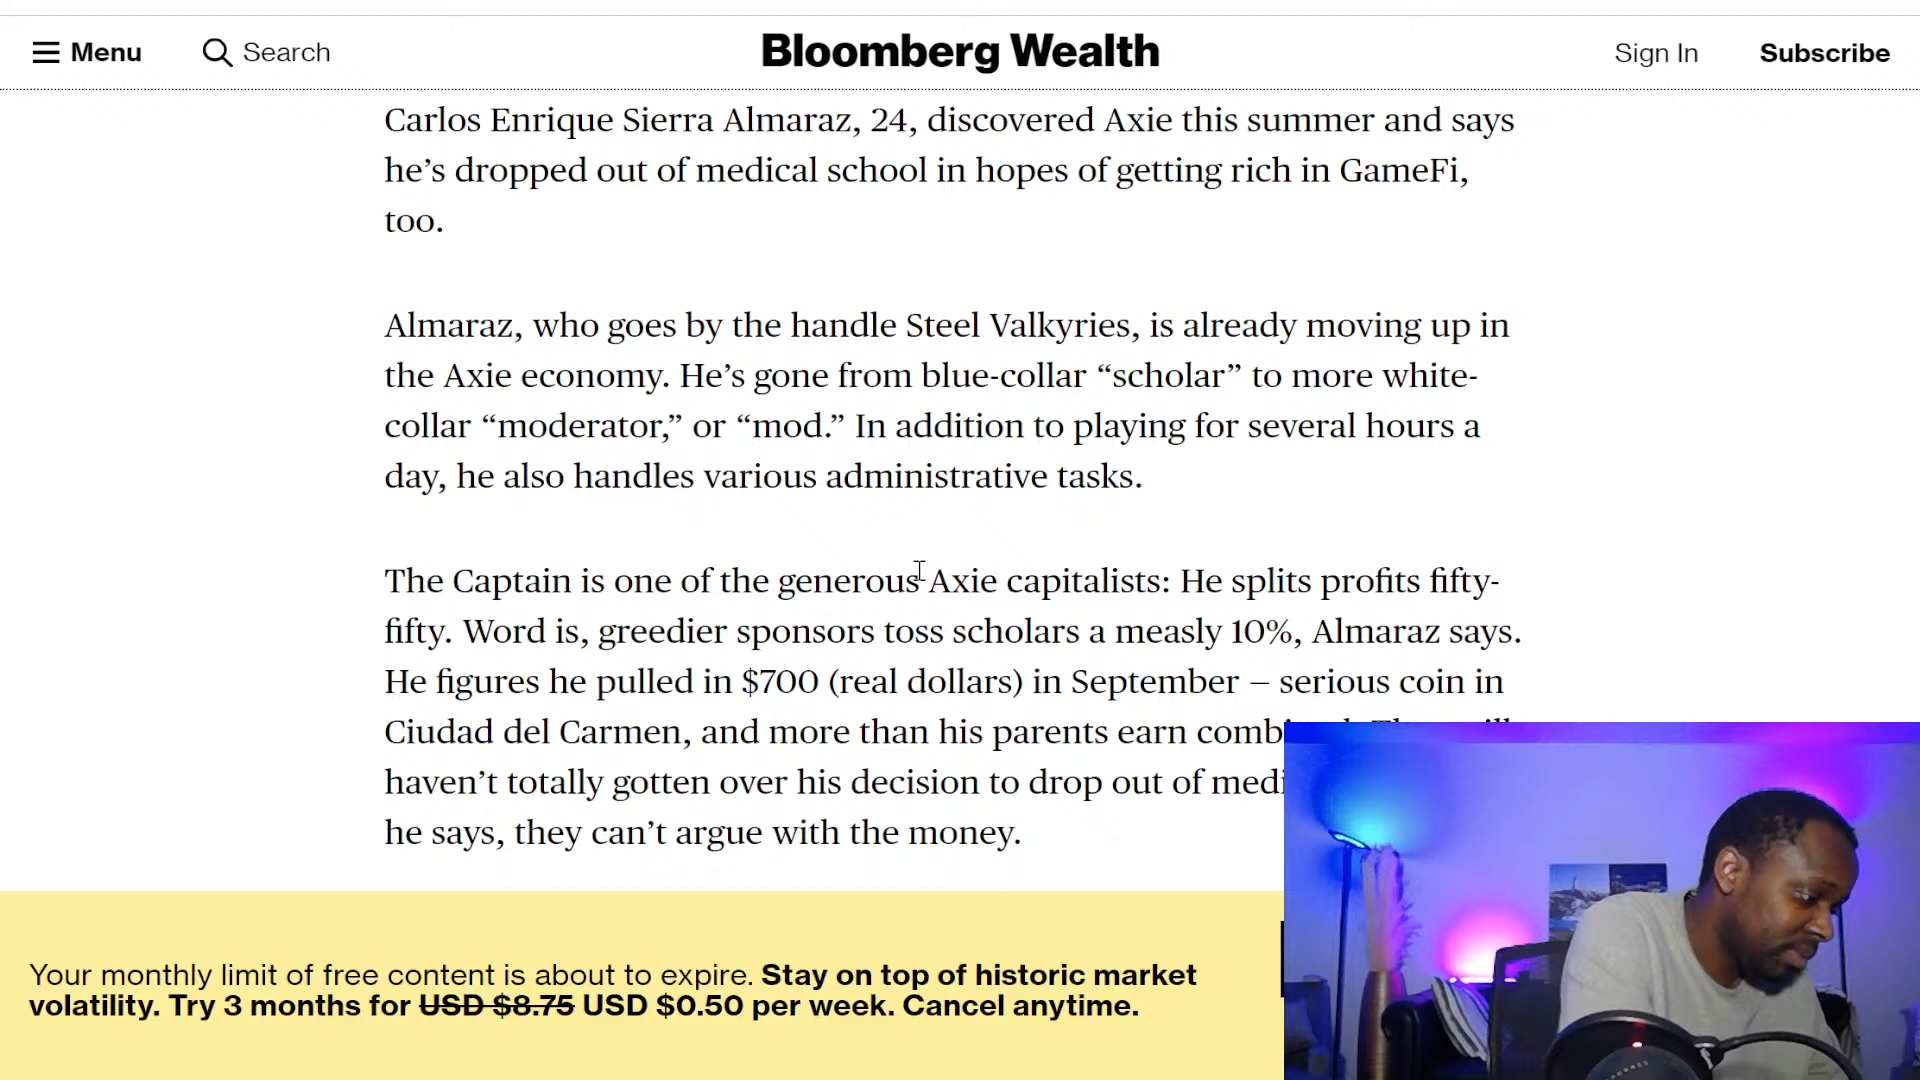 Menu
Search
Bloomberg Wealth
Sign In
Subscribe
Carlos Enrique Sierra Almaraz, 24, discovered Axie this summer and says
he’s dropped out of medical school in hopes of getting rich in GameFi,
too.
Almaraz, who goes by the handle Steel Valkyries, is already moving up in
the Axie economy. He’s gone from blue-collar “scholar” to more white-
collar “moderator,” or “mod.” In addition to playing for several hours a
day, he also handles various administrative tasks.
The Captain is one of the generous Axie capitalists: He splits profits fifty-
fifty. Word is, greedier sponsors toss scholars a measly 10%, Almaraz says.
He figures he pulled in $700 (real dollars) in September – serious coin in
Ciudad del Carmen, and more than his parents earn
haven’t totally gotten over his decision to drop out of
he says, they can’t argue with the money.
Your monthly limit of free content is about to expire. Stay on top of historic market
volatility. Try 3 months for USD $8.75 USD $0.50 per week. Cancel anytime.